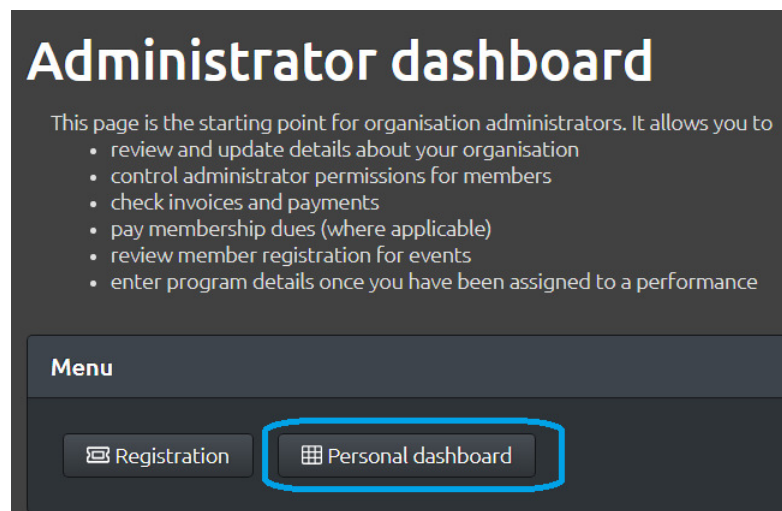 Administrator dashboard
This page is the starting point for organisation administrators. It allows you to
• review and update details about your organisation
• control administrator permissions for members
• check invoices and payments
• pay membership dues (where applicable)
• review member registration for events
• enter program details once you have been assigned to a performance
Menu
Registration
Personal dashboard